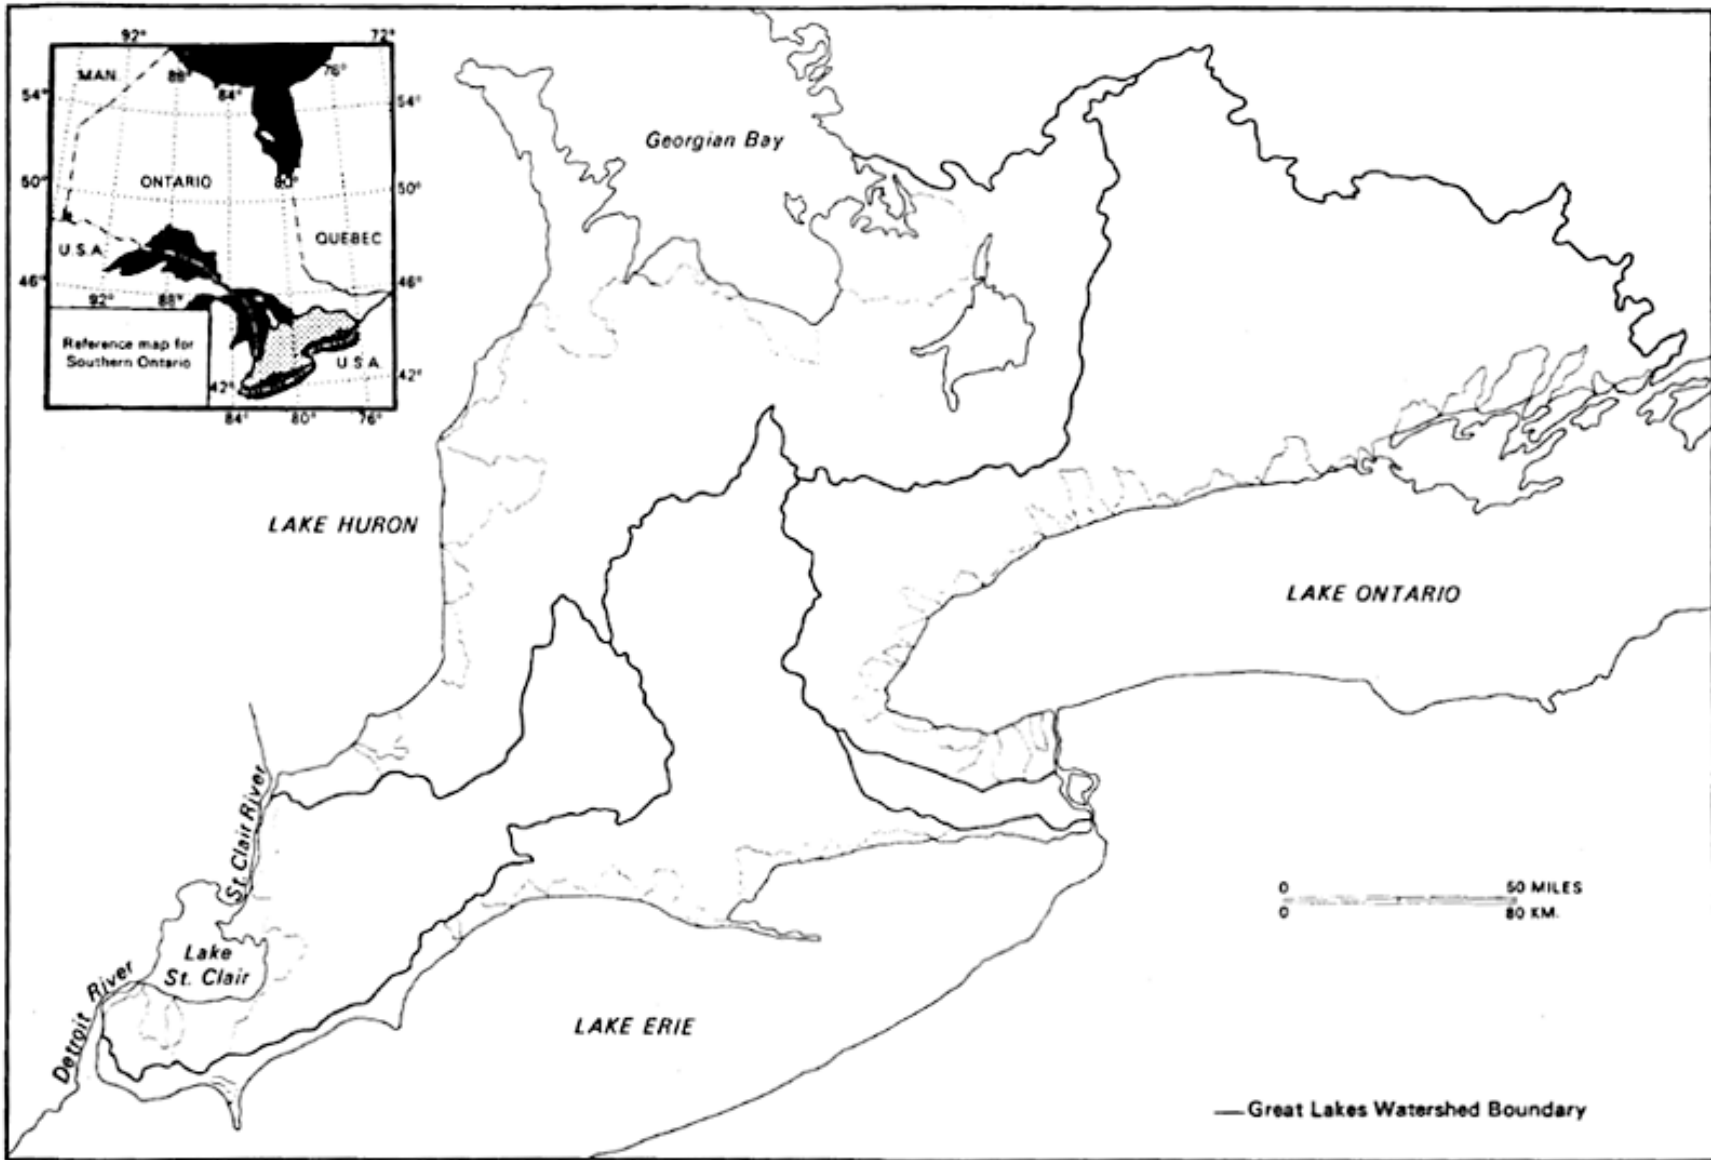 92°
72°
MAN.
88°
76°
84°
54°
54°
50°
ONTARIO
80°
50°
U.S.A.
QUEBEC
46°
46°
92°
88°
Reference map for
Southern Ontario
U.S.A.
42°
42°
84°
80°
76°
Georgian Bay
LAKE HURON
LAKE ONTARIO
St. Clair River
Lake
St. Clair
Detroit River
LAKE ERIE
0 50 MILES
0 80 KM.
Great Lakes Watershed Boundary